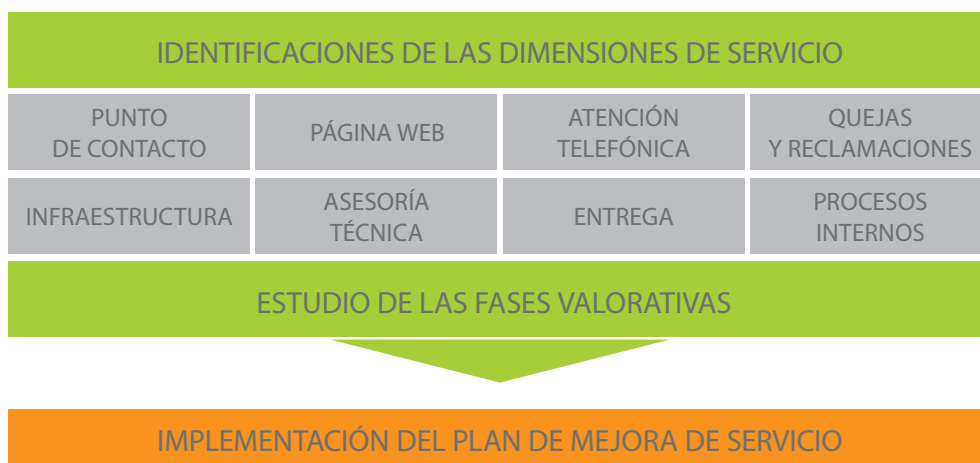 IDENTIFICACIONES DE LAS DIMENSIONES DE SERVICIO
PUNTO
DE CONTACTO
PÁGINA WEB
ATENCIÓN
TELEFÓNICA
QUEJAS
Y RECLAMACIONES
INFRAESTRUCTURA
ASESORÍA
TÉCNICA
ENTREGA
PROCESOS
INTERNOS
ESTUDIO DE LAS FASES VALORATIVAS
IMPLEMENTACIÓN DEL PLAN DE MEJORA DE SERVICIO